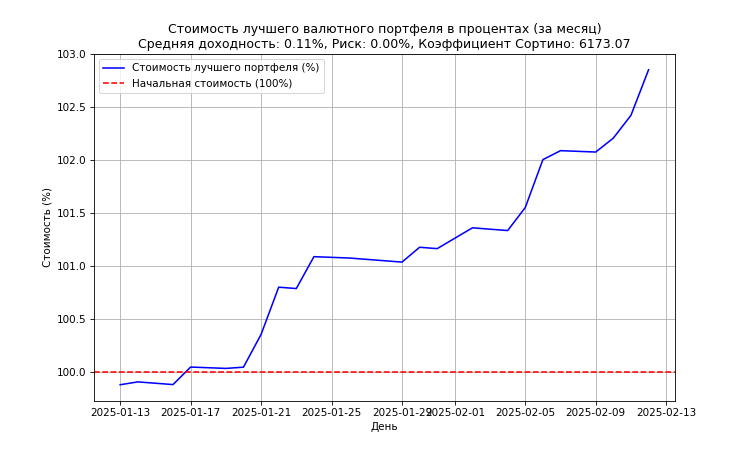 Стоимость лучшего валютного портфеля в процентах (за месяц)
Средняя доходность: 0.11%, Риск: 0.00%, Коэффициент Сортино: 6173.07
Стоимость лучшего портфеля (%)
Начальная стоимость (100%)
Стоимость (%)
103.0
102.5
102.0
101.5
101.0
100.5
100.0
2025-01-13 2025-01-17 2025-01-21 2025-01-25 2025-01-29 2025-02-01 2025-02-05 2025-02-09 2025-02-13
День